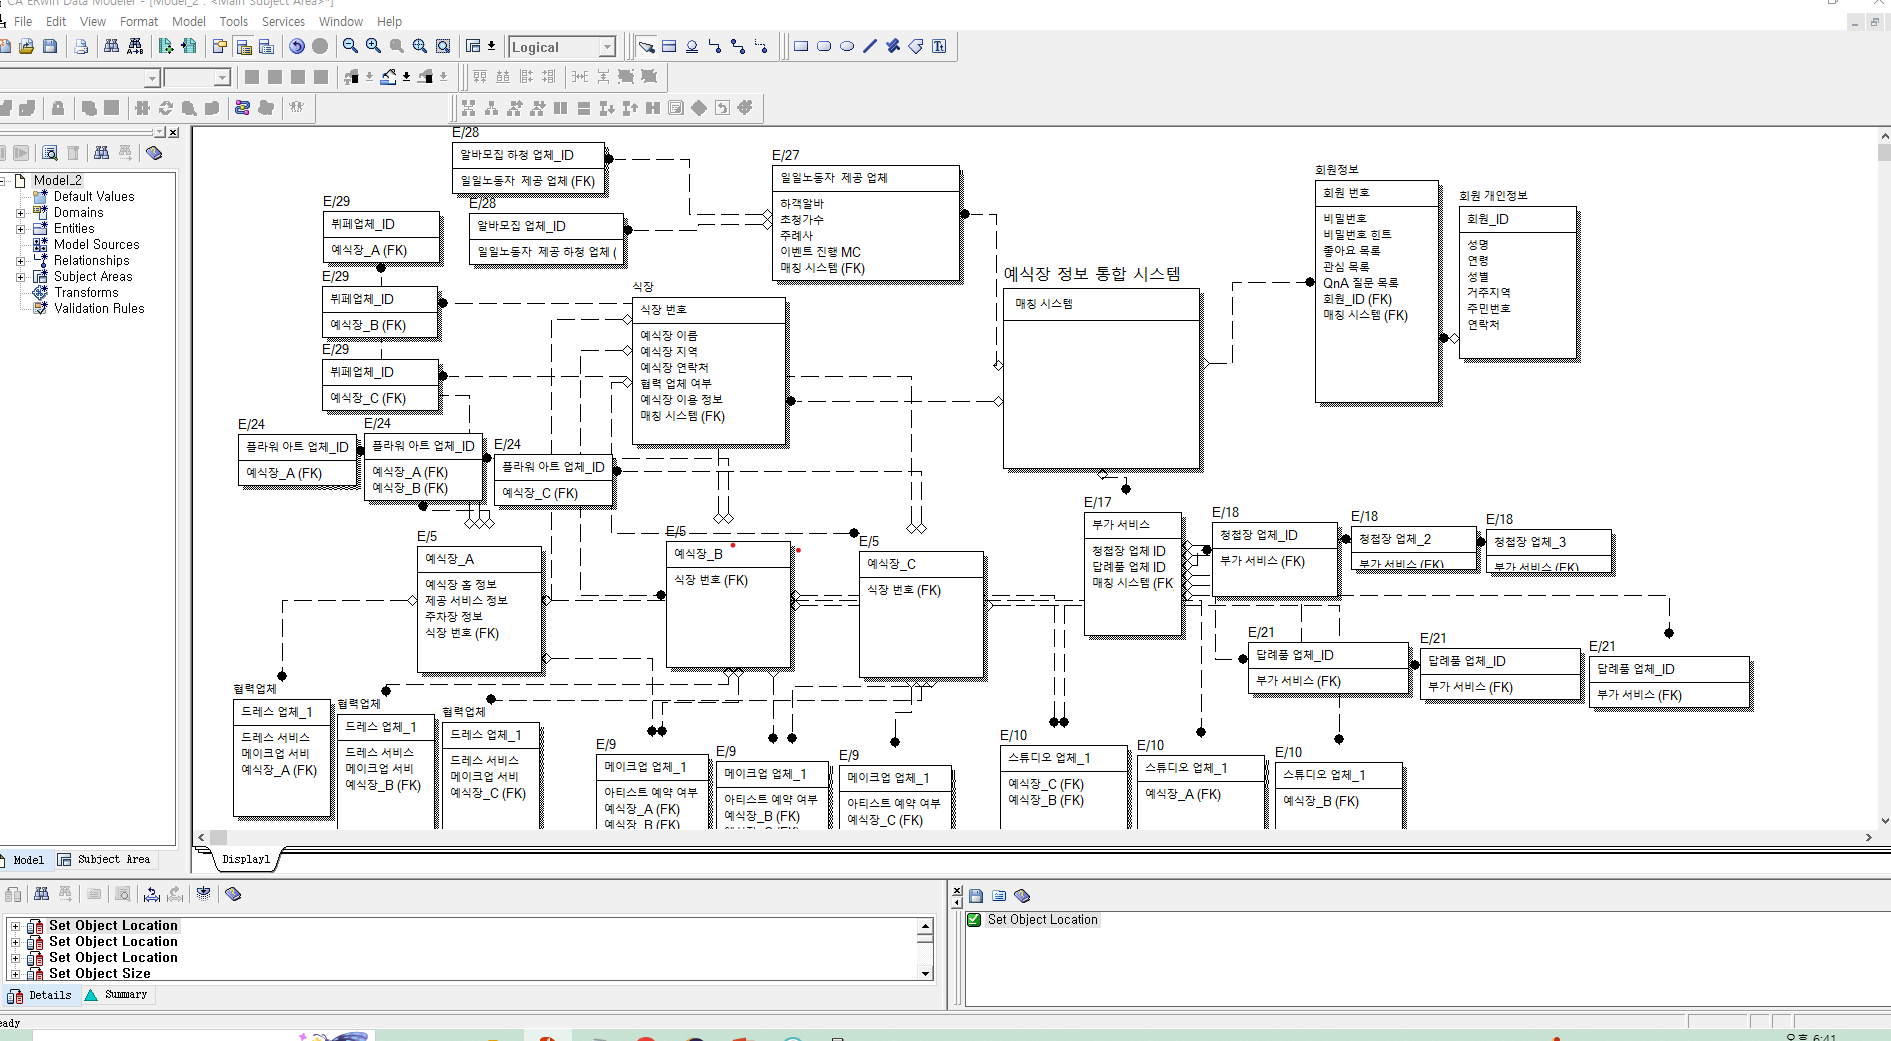 CA ERwin Data Modeler - [Model_2 : <Main Subject Area>*]
File Edit View Format Model Tools Services Window Help
Logical
Model_2
Default Values
Domains
Entities
Model Sources
Relationships
Subject Areas
Transforms
Validation Rules
Model
Subject Area
E/28
알바모집 하청 업체_ID
일일노동자 제공 업체 (FK)
E/28
알바모집 업체_ID
일일노동자 제공 하청 업체 (
E/27
일일노동자 제공 업체
하객알바
초청가수
주례사
이벤트 진행 MC
매칭 시스템 (FK)
회원정보
회원 번호
비밀번호
비밀번호 힌트
좋아요 목록
관심 목록
QnA 질문 목록
회원_ID (FK)
매칭 시스템 (FK)
회원 개인정보
회원_ID
성명
연령
성별
거주지역
주민번호
연락처
E/29
뷔페업체_ID
예식장_A (FK)
E/29
뷔페업체_ID
예식장_B (FK)
E/29
뷔페업체_ID
예식장_C (FK)
식장
식장 번호
예식장 이름
예식장 지역
예식장 연락처
협력 업체 여부
예식장 이용 정보
매칭 시스템 (FK)
예식장 정보 통합 시스템
매칭 시스템
E/24
플라워 아트 업체_ID
예식장_A (FK)
E/24
플라워 아트 업체_ID
예식장_A (FK)
예식장_B (FK)
E/24
플라워 아트 업체_ID
예식장_C (FK)
E/5
예식장_A
예식장 홀 정보
제공 서비스 정보
주차장 정보
식장 번호 (FK)
E/5
예식장_B
식장 번호 (FK)
E/5
예식장_C
식장 번호 (FK)
E/17
부가 서비스
청첩장 업체 ID
답례품 업체 ID
매칭 시스템 (FK
E/18
청첩장 업체_ID
부가 서비스 (FK)
E/18
청첩장 업체_2
부가 서비스 (FK)
E/18
청첩장 업체_3
부가 서비스 (FK)
E/21
답례품 업체_ID
부가 서비스 (FK)
E/21
답례품 업체_ID
부가 서비스 (FK)
E/21
답례품 업체_ID
부가 서비스 (FK)
협력업체
드레스 업체_1
드레스 서비스
메이크업 서비
예식장_A (FK)
협력업체
드레스 업체_1
드레스 서비스
메이크업 서비
예식장_B (FK)
협력업체
드레스 업체_1
드레스 서비스
메이크업 서비
예식장_C (FK)
E/9
메이크업 업체_1
아티스트 예약 여부
예식장_A (FK)
예식장_B (FK)
E/9
메이크업 업체_1
아티스트 예약 여부
예식장_B (FK)
E/9
메이크업 업체_1
아티스트 예약 여부
예식장_C (FK)
E/10
스튜디오 업체_1
예식장_C (FK)
예식장_B (FK)
E/10
스튜디오 업체_1
예식장_A (FK)
E/10
스튜디오 업체_1
예식장_B (FK)
Display1
Set Object Location
Set Object Location
Set Object Location
Set Object Size
Details
Summary
Set Object Location
eady
오후 6:41